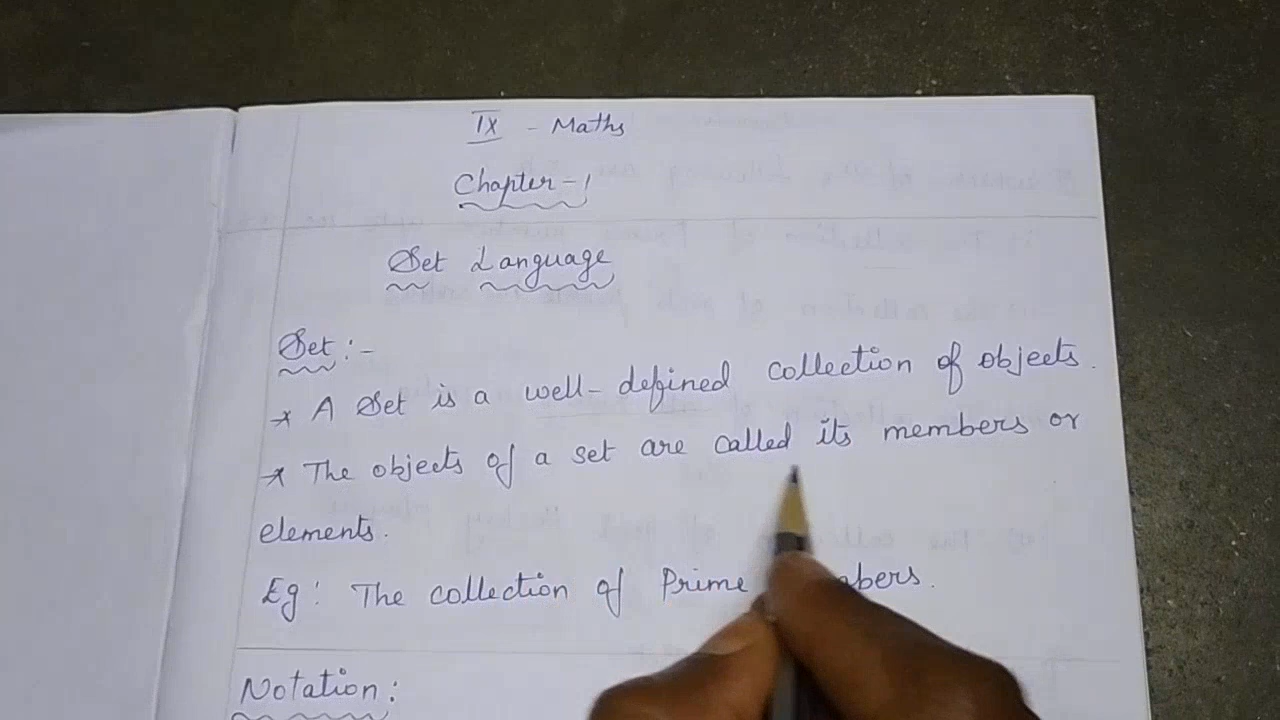 IX - Maths
Chapter - 1
Set Language
Set :-
* A Set is a well-defined collection of objects.
* The objects of a set are called its members or
elements.
Eg : The collection of Prime
Notation :